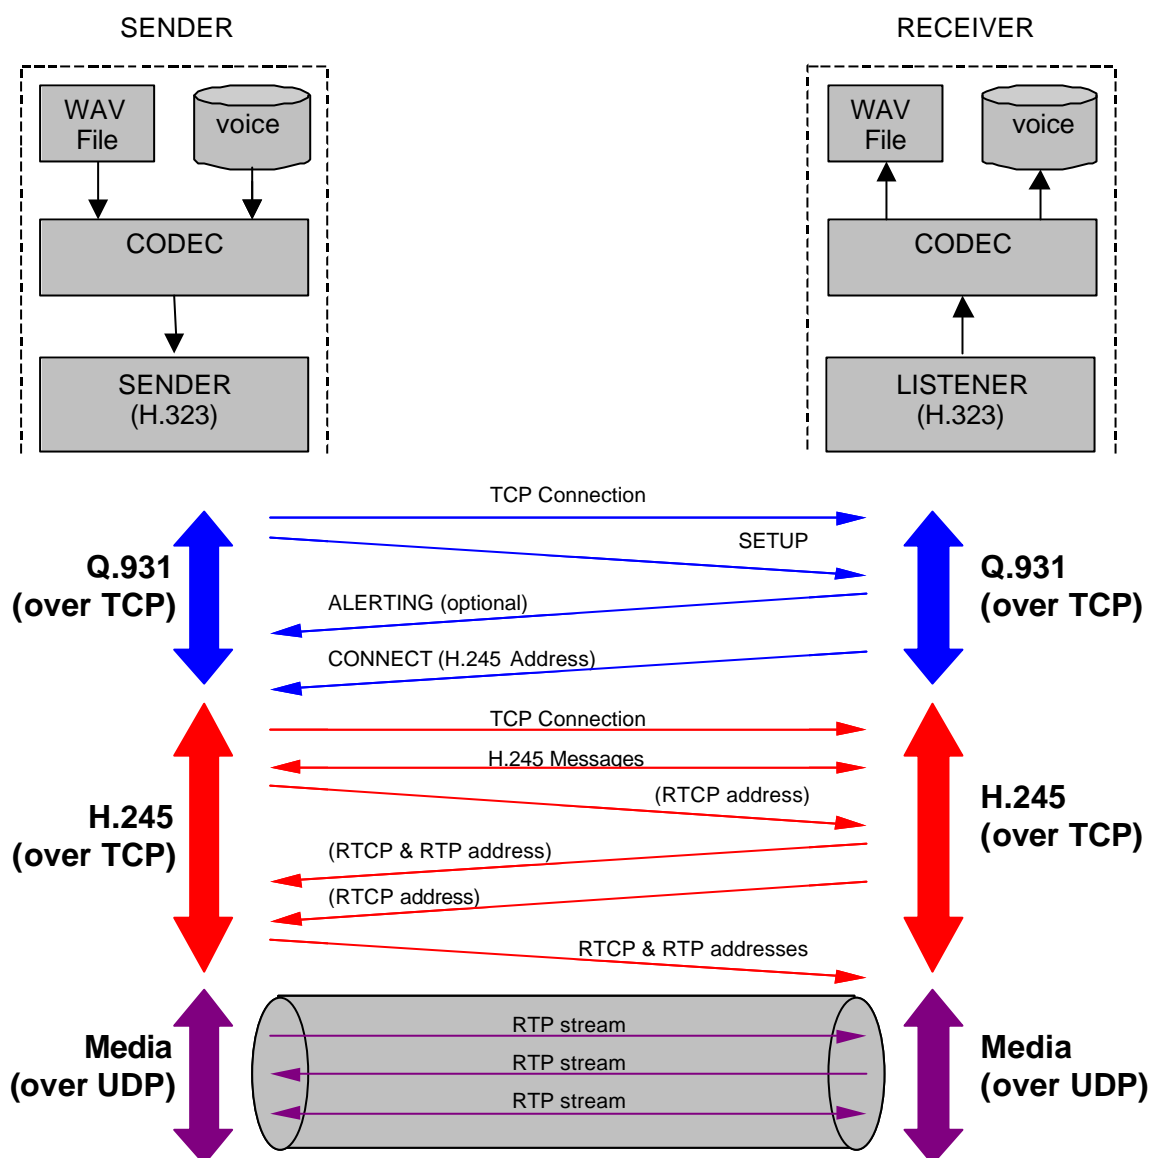 SENDER
RECEIVER
WAV
File
voice
WAV
File
voice
CODEC
CODEC
SENDER
(H.323)
LISTENER
(H.323)
TCP Connection
SETUP
Q.931
(over TCP)
Q.931
(over TCP)
ALERTING (optional)
CONNECT (H.245 Address)
TCP Connection
H.245 Messages
(RTCP address)
H.245
(over TCP)
H.245
(over TCP)
(RTCP & RTP address)
(RTCP address)
RTCP & RTP addresses
RTP stream
Media
(over UDP)
Media
(over UDP)
RTP stream
RTP stream